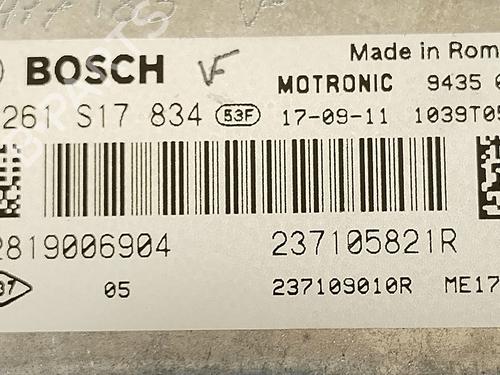 BOSCH VF Made in Rom
MOTRONIC 9435
261 S17 834 53F 17-09-11 1039T05
2819006904 237105821R
05 237109010R ME17